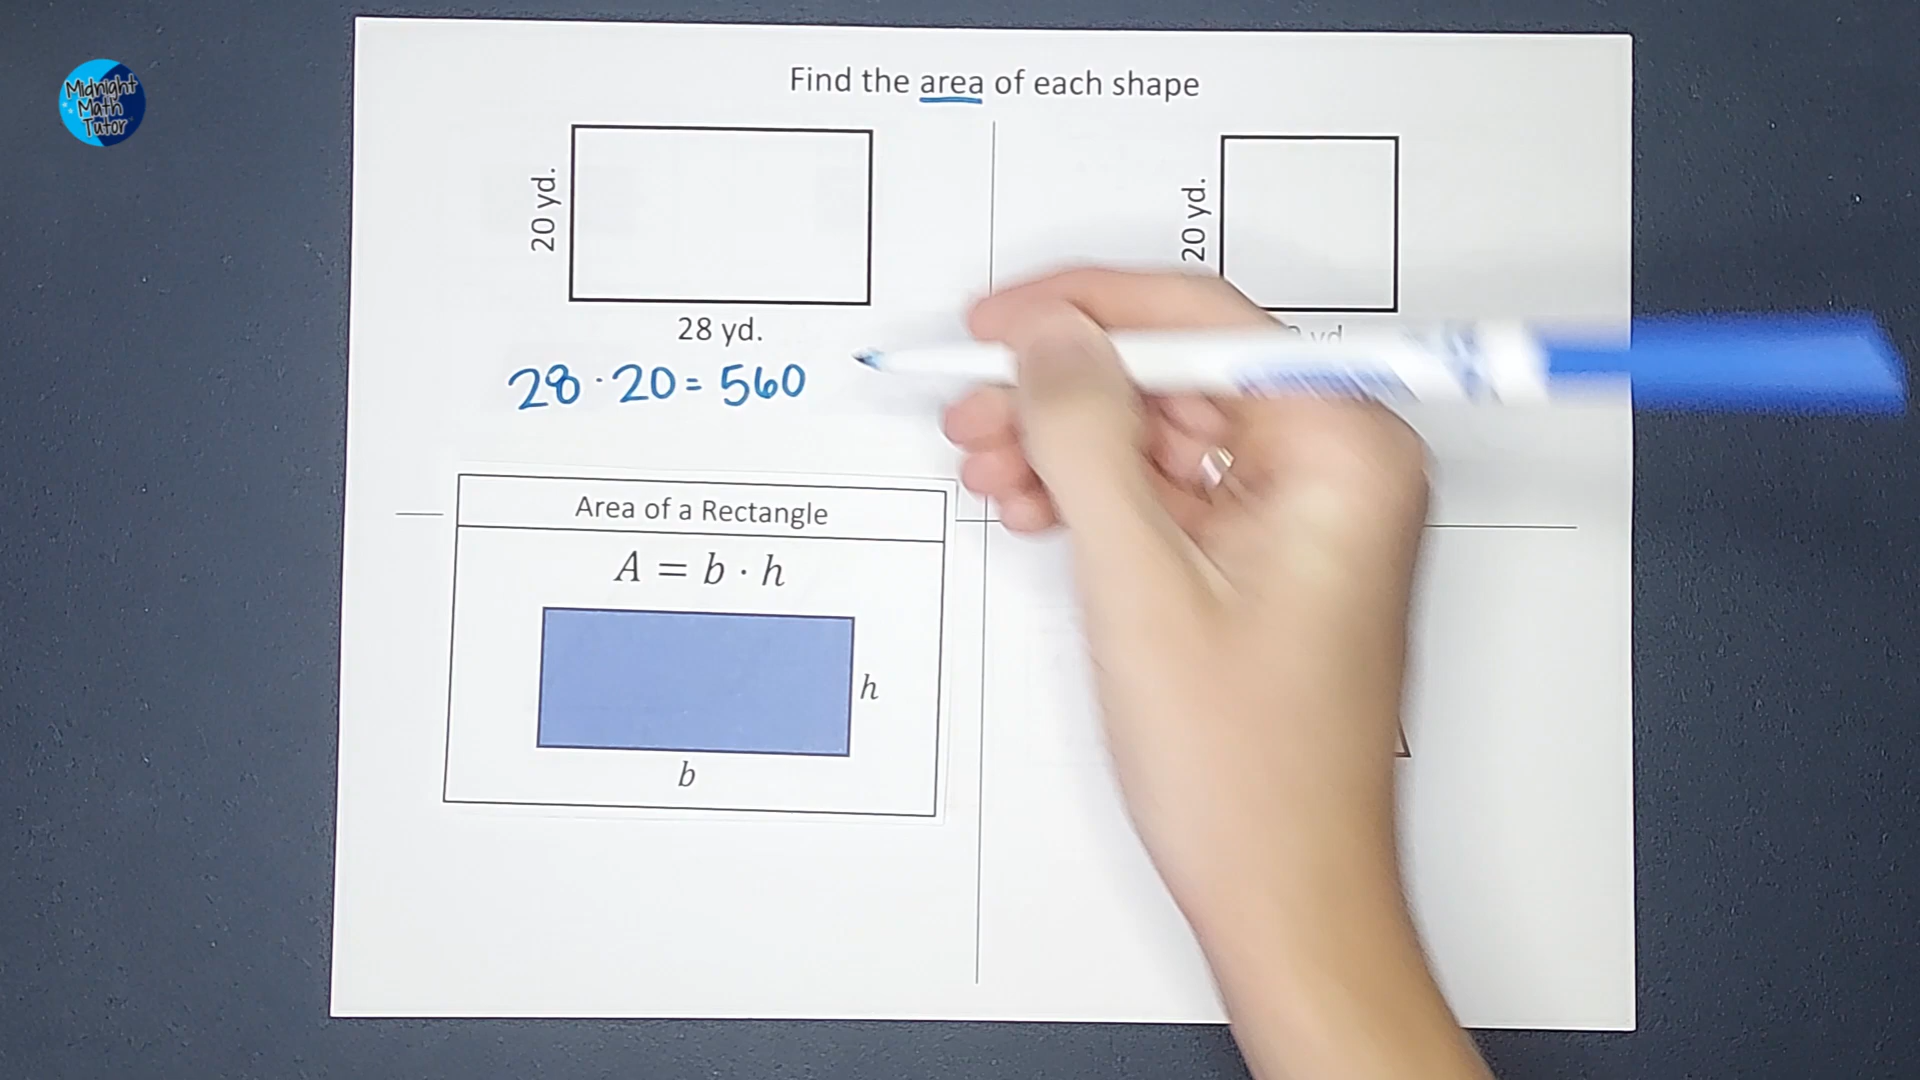 Midnight
Math
Tutor
Find the area of each shape
20 yd.
28 yd.
28 · 20 = 560
20 yd.
yd.
Area of a Rectangle
A = b · h
h
b